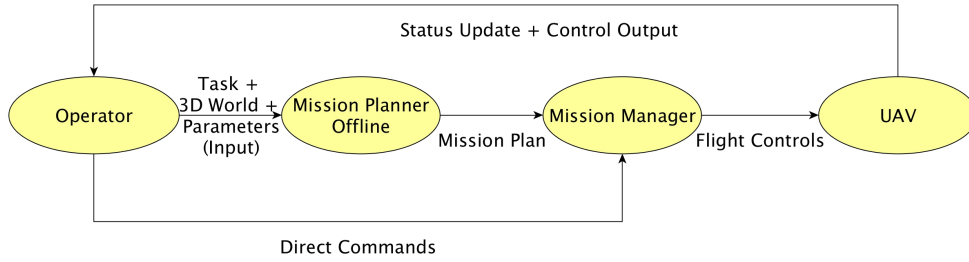 Status Update + Control Output
Operator
Task +
3D World +
Parameters
(Input)
Mission Planner
Offline
Mission Plan
Mission Manager
Flight Controls
UAV
Direct Commands